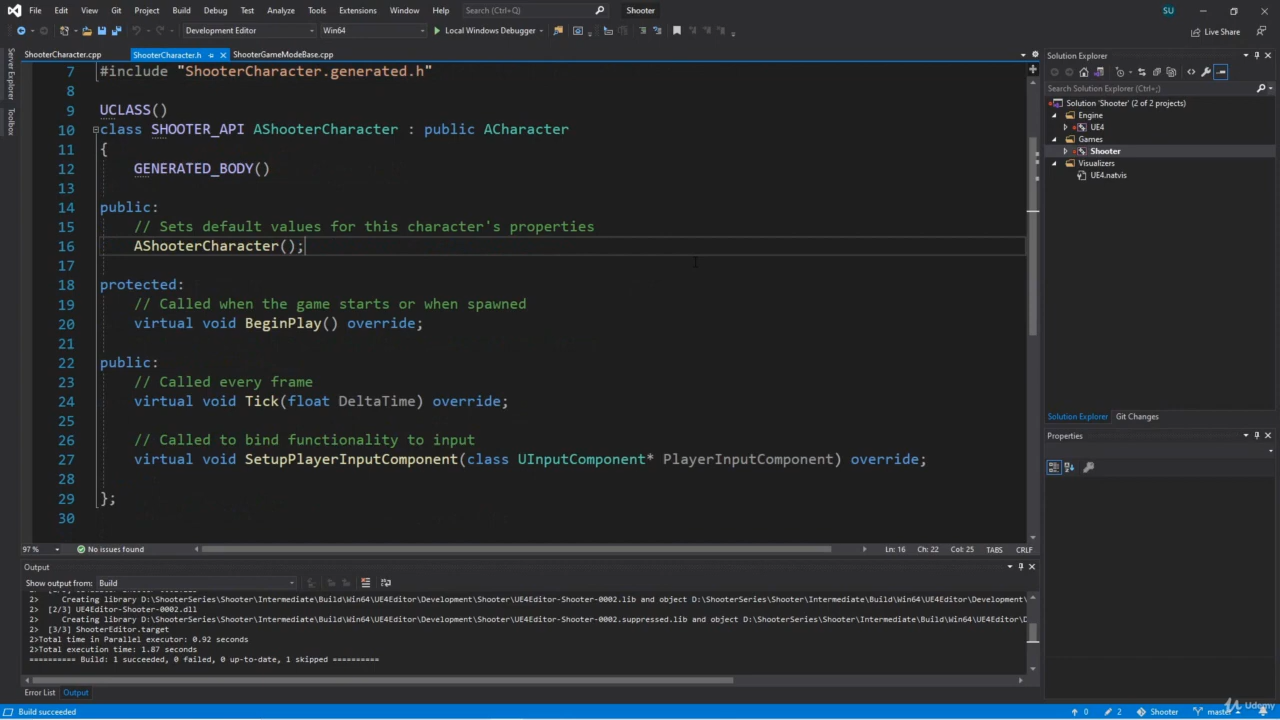 File Edit View Git Project Build Debug Test Analyze Tools Extensions Window Help Search (Ctrl+Q) Shooter SU
Development Editor Win64 Local Windows Debugger Live Share
ShooterCharacter.cpp ShooterCharacter.h ShooterGameModeBase.cpp
Server Explorer
Toolbox
7 #include "ShooterCharacter.generated.h"
8
9 UCLASS()
10 class SHOOTER_API AShooterCharacter : public ACharacter
11 {
12 GENERATED_BODY()
13
14 public:
15 // Sets default values for this character's properties
16 AShooterCharacter();
17
18 protected:
19 // Called when the game starts or when spawned
20 virtual void BeginPlay() override;
21
22 public:
23 // Called every frame
24 virtual void Tick(float DeltaTime) override;
25
26 // Called to bind functionality to input
27 virtual void SetupPlayerInputComponent(class UInputComponent* PlayerInputComponent) override;
28
29 };
30
97 % No issues found Ln: 16 Ch: 22 Col: 25 TABS CRLF
Output
Show output from: Build
2> Creating library D:\ShooterSeries\Shooter\Intermediate\Build\Win64\UE4Editor\Development\Shooter\UE4Editor-Shooter-0002.lib and object D:\ShooterSeries\Shooter\Intermediate\Build\Win64\UE4Editor\Development\
2> [2/3] UE4Editor-Shooter-0002.dll
2> Creating library D:\ShooterSeries\Shooter\Intermediate\Build\Win64\UE4Editor\Development\Shooter\UE4Editor-Shooter-0002.suppressed.lib and object D:\ShooterSeries\Shooter\Intermediate\Build\Win64\UE4Editor\
2> [3/3] ShooterEditor.target
2>Total time in Parallel executor: 0.92 seconds
2>Total execution time: 1.87 seconds
========== Build: 1 succeeded, 0 failed, 0 up-to-date, 1 skipped ==========
Error List Output
Solution Explorer
Search Solution Explorer (Ctrl+;)
Solution 'Shooter' (2 of 2 projects)
Engine
UE4
Games
Shooter
Visualizers
UE4.natvis
Solution Explorer Git Changes
Properties
Build succeeded 0 2 Shooter master
Udemy